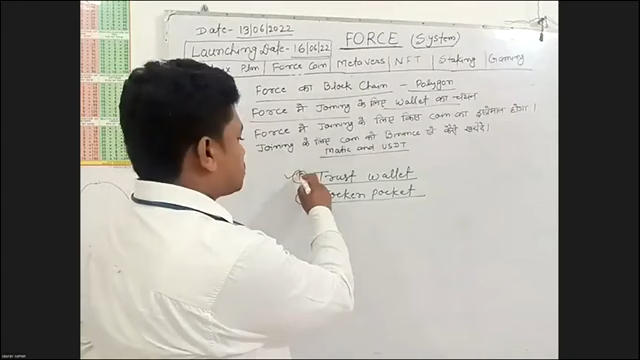 Date- 13/06/2022
Launching Date- 16/06/22
FORCE (System)
Plan | Force Coin | Metavers | NFT | Staking | Gaming
Force का Block Chain - Polygon
Force में Joining के लिए Wallet का चयन
Force में Joining के लिए किस Coin का इस्तेमाल होगा।
Joining के लिए Coin को Binance से कैसे खरीदे।
Matic and USDT
Trust Wallet
ocken pocket